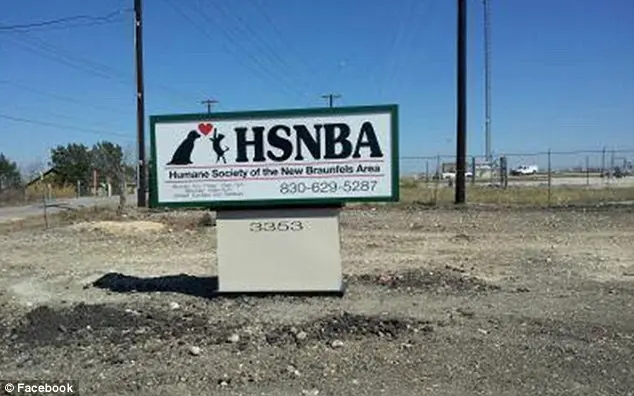 HSNBA
Humane Society of the New Braunfels Area
830-629-5287
3353
© Facebook